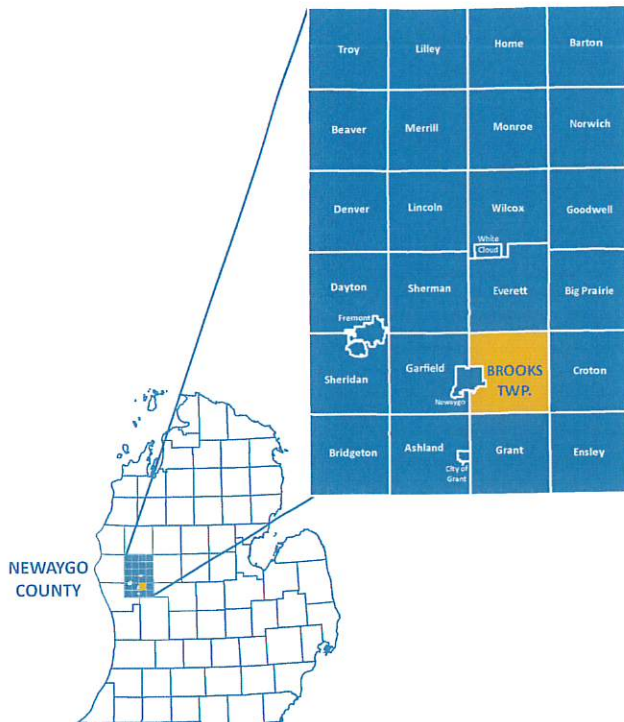 Troy
Lilley
Home
Barton
Beaver
Merrill
Monroe
Norwich
Denver
Lincoln
Wilcox
Goodwell
White
Cloud
Dayton
Sherman
Everett
Big Prairie
Fremont
Sheridan
Garfield
BROOKS
TWP.
Croton
Newaygo
Bridgeton
Ashland
Grant
Ensley
City of
Grant
NEWAYGO
COUNTY